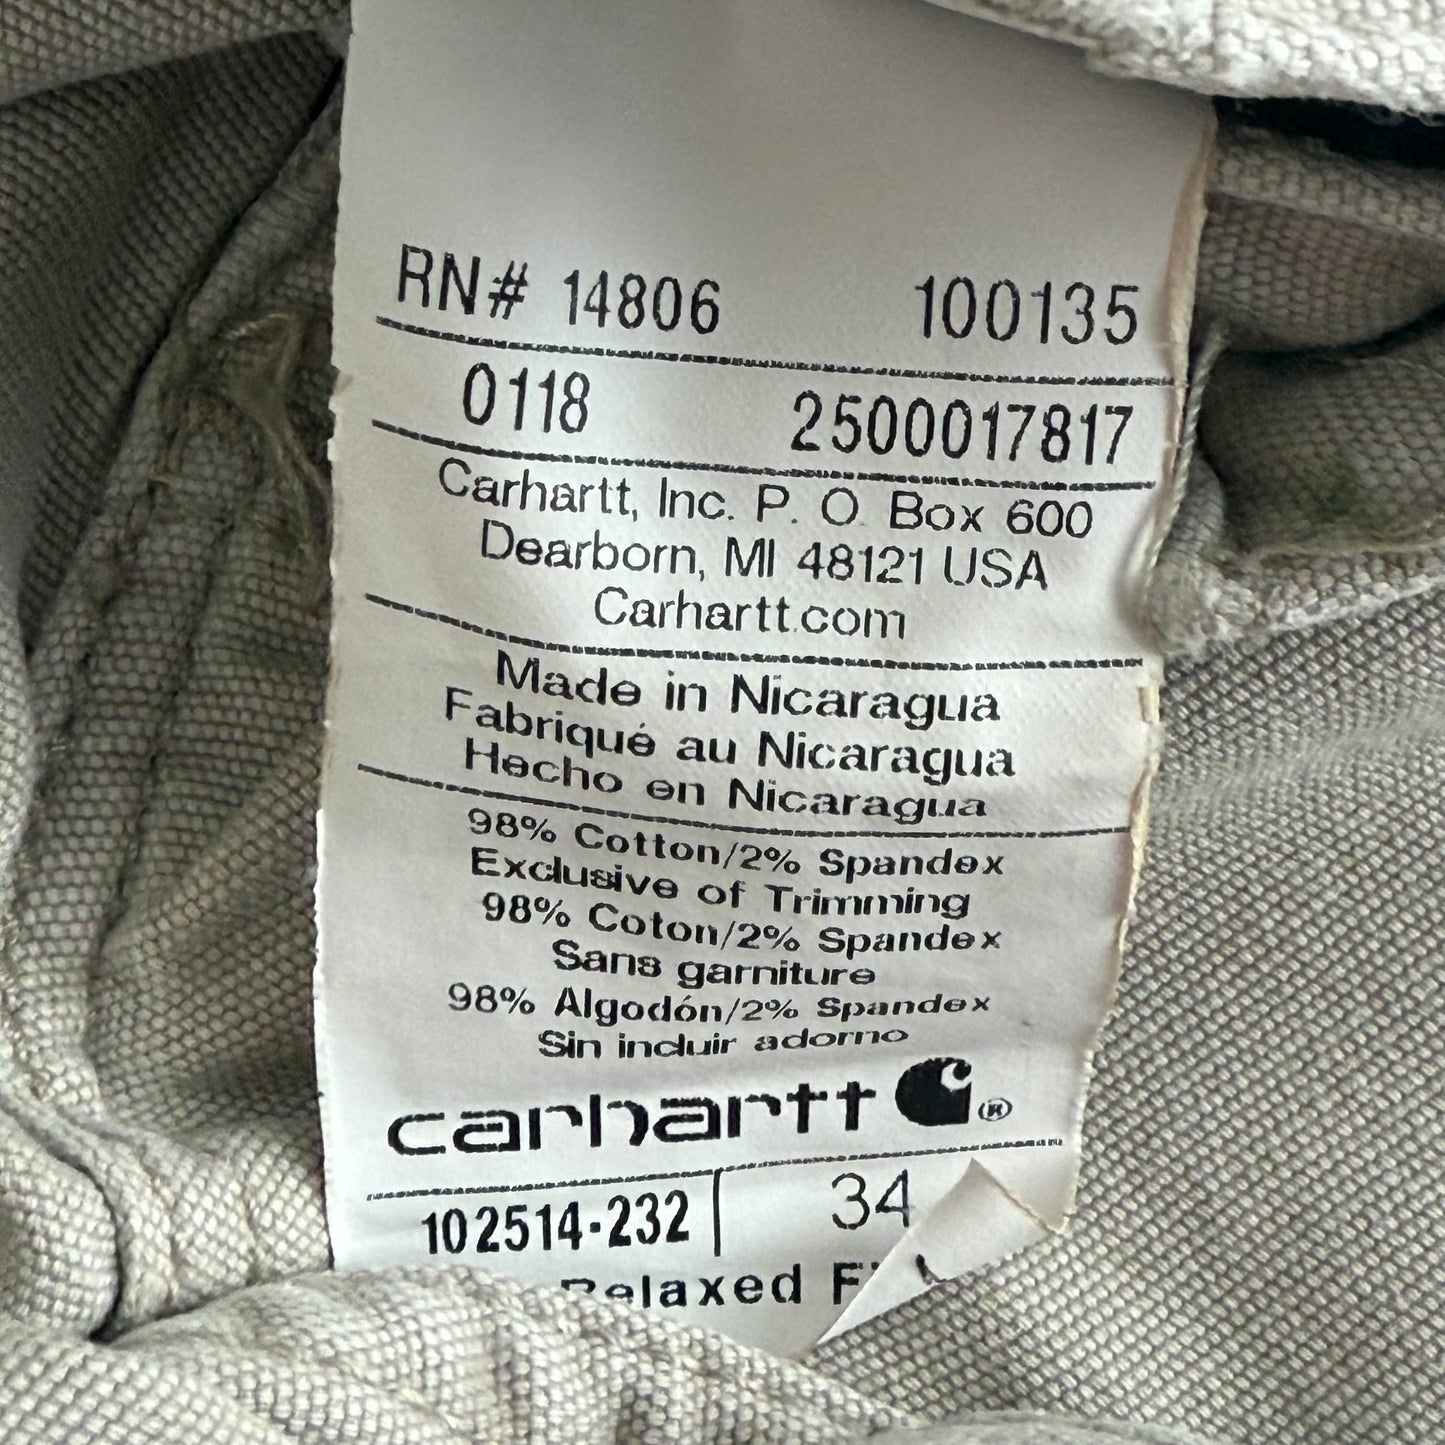 RN# 14806 100135
0118 2500017817
Carhartt, Inc. P. O. Box 600
Dearborn, MI 48121 USA
Carhartt.com
Made in Nicaragua
Fabriqué au Nicaragua
Hecho en Nicaragua
98% Cotton/2% Spandex
Exclusive of Trimming
98% Coton/2% Spandex
Sans garniture
98% Algodón/2% Spandex
Sin incluir adorno
carhartt ®
102514-232 34
Relaxed